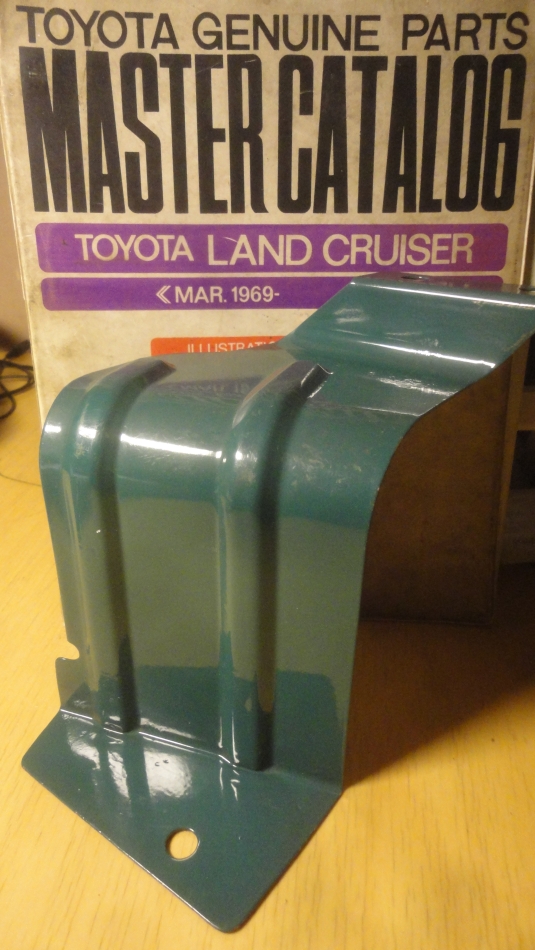 TOYOTA GENUINE PARTS
MASTER CATALOG
TOYOTA LAND CRUISER
≪MAR. 1969-